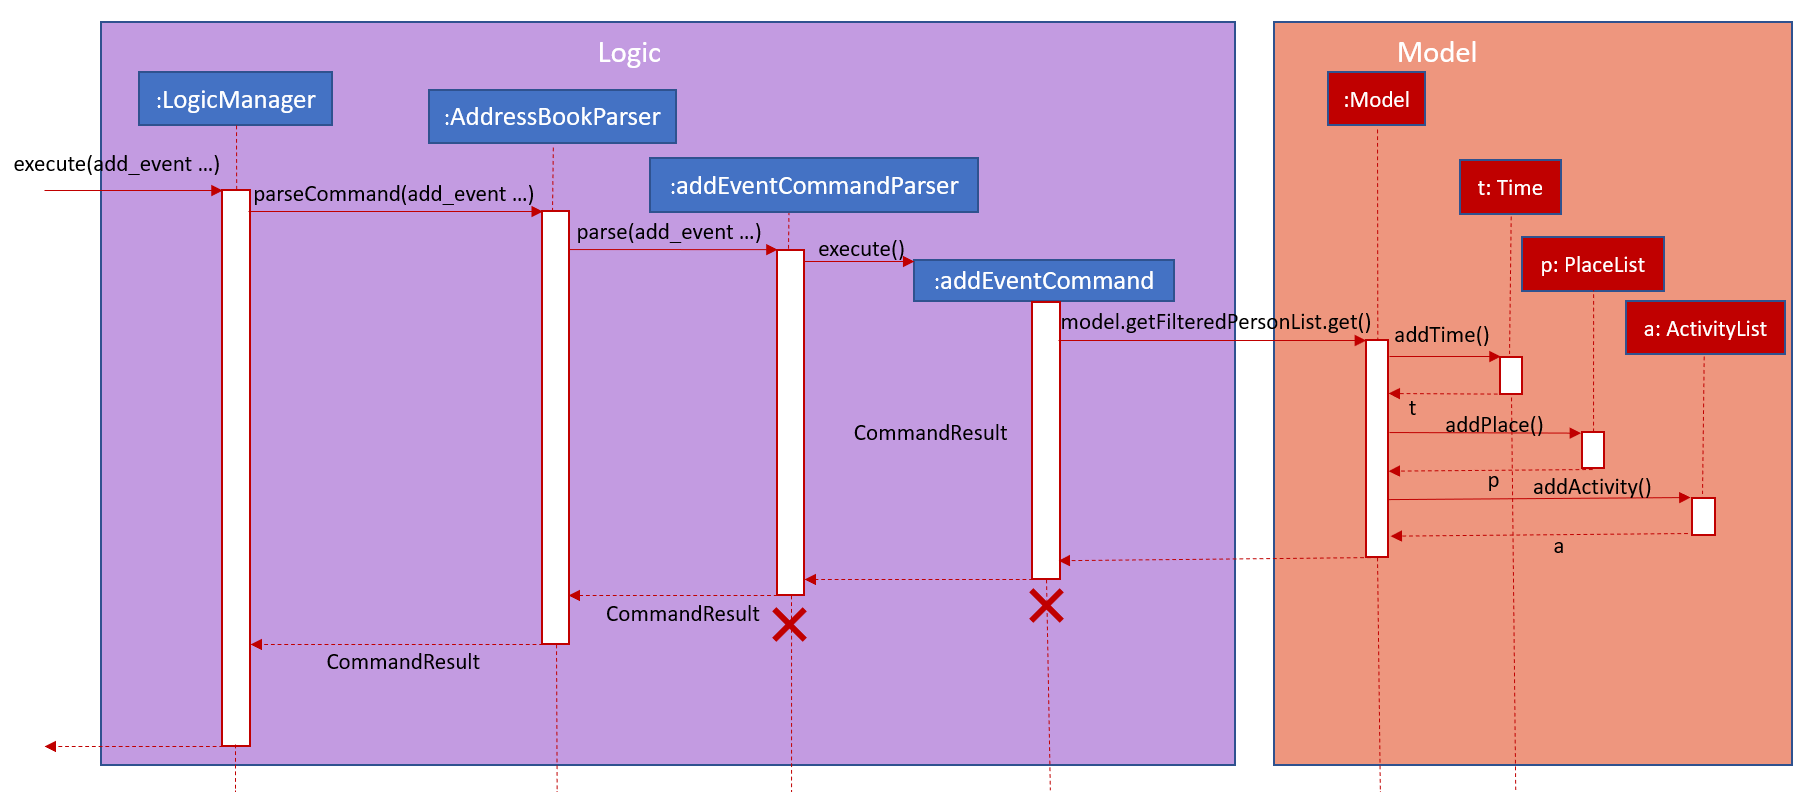 Logic
Model
:LogicManager
:AddressBookParser
:Model
execute(add_event ...)
parseCommand(add_event ...)
:addEventCommandParser
t: Time
parse(add_event ...)
execute()
p: PlaceList
:addEventCommand
model.getFilteredPersonList.get()
addTime()
a: ActivityList
t
CommandResult
addPlace()
p
addActivity()
a
CommandResult
CommandResult